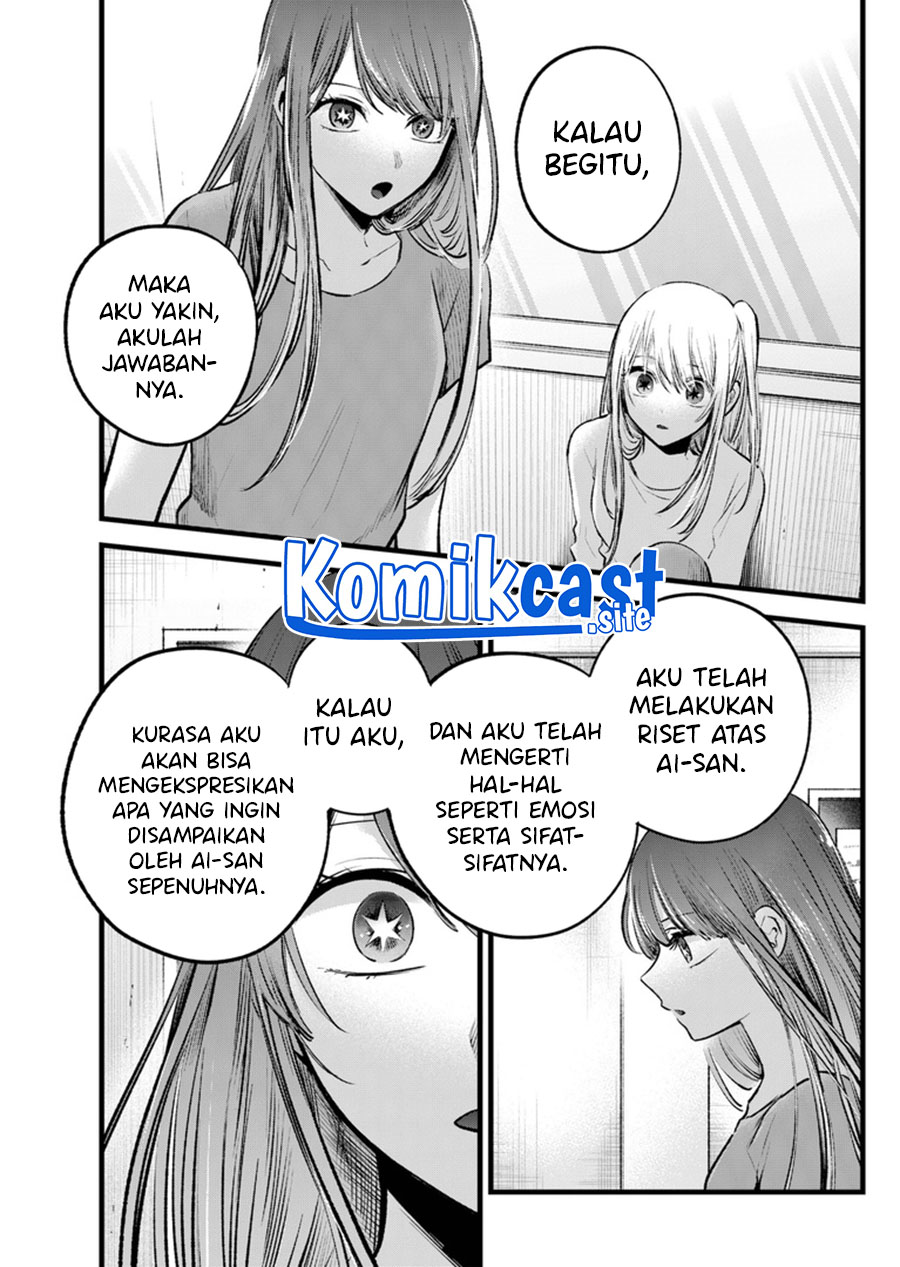 KALAU
BEGITU,
MAKA
AKU YAKIN,
AKULAH
JAWABAN-
NYA.
Komikcast
.site
AKU TELAH
MELAKUKAN
RISET ATAS
AI-SAN.
DAN AKU TELAH
MENGERTI
HAL-HAL
SEPERTI EMOSI
SERTA SIFAT-
SIFATNYA.
KALAU
ITU AKU,
KURASA AKU
AKAN BISA
MENGEKSPRESIKAN
APA YANG INGIN
DISAMPAIKAN
OLEH AI-SAN
SEPENUHNYA.